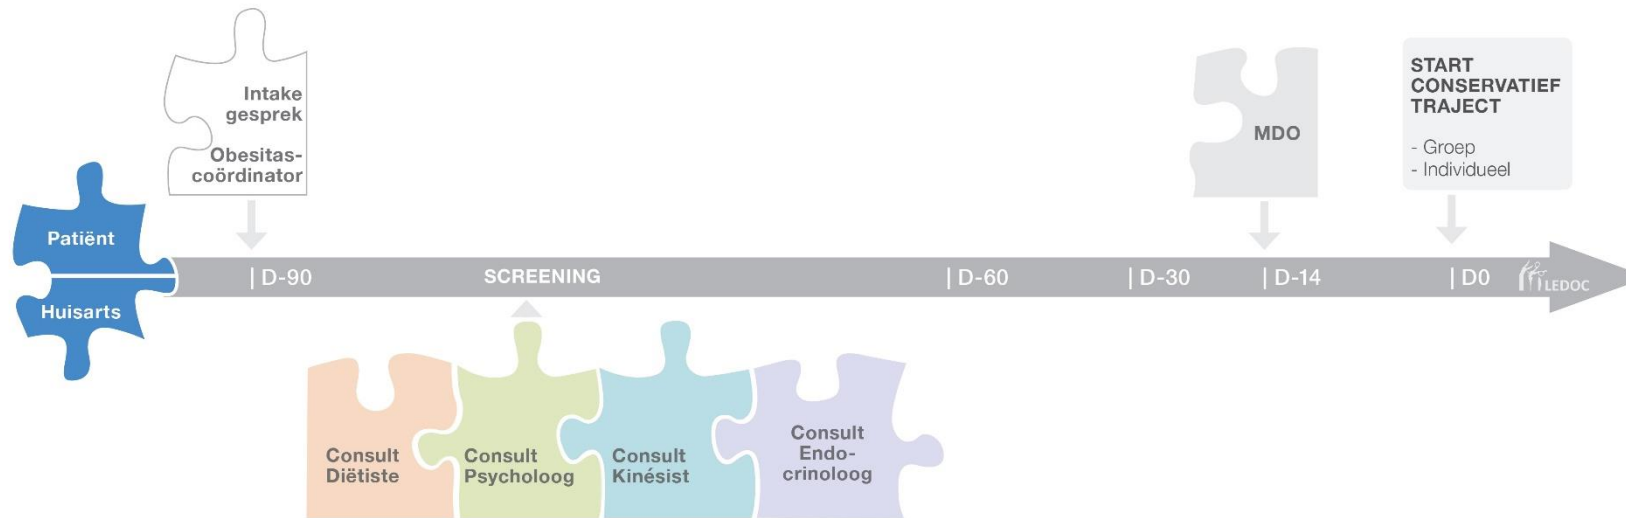 Intake
gesprek
Obesitas-
coördinator
Patiënt
Huisarts
| D-90
SCREENING
| D-60
| D-30
| D-14
| D0
LEDOC
MDO
START
CONSERVATIEF
TRAJECT
- Groep
- Individueel
Consult
Diëtiste
Consult
Psycholoog
Consult
Kinésist
Consult
Endo-
crinoloog